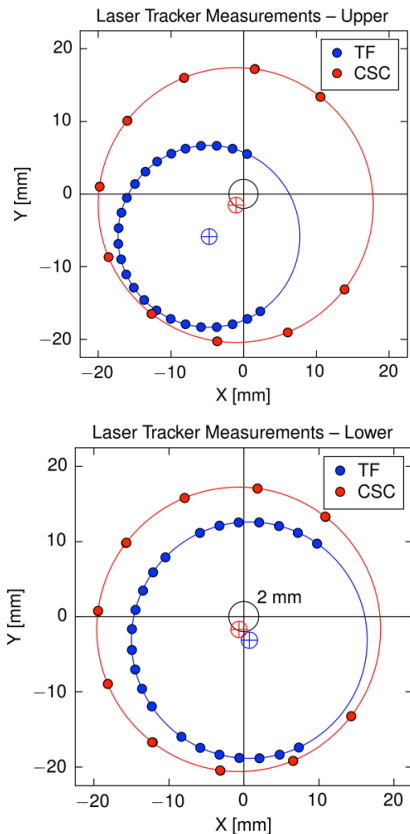 Laser Tracker Measurements – Upper
TF
CSC
20
10
0
−10
−20
Y [mm]
−20 −10 0 10 20
X [mm]
Laser Tracker Measurements – Lower
TF
CSC
20
10
2 mm
0
−10
−20
Y [mm]
−20 −10 0 10 20
X [mm]